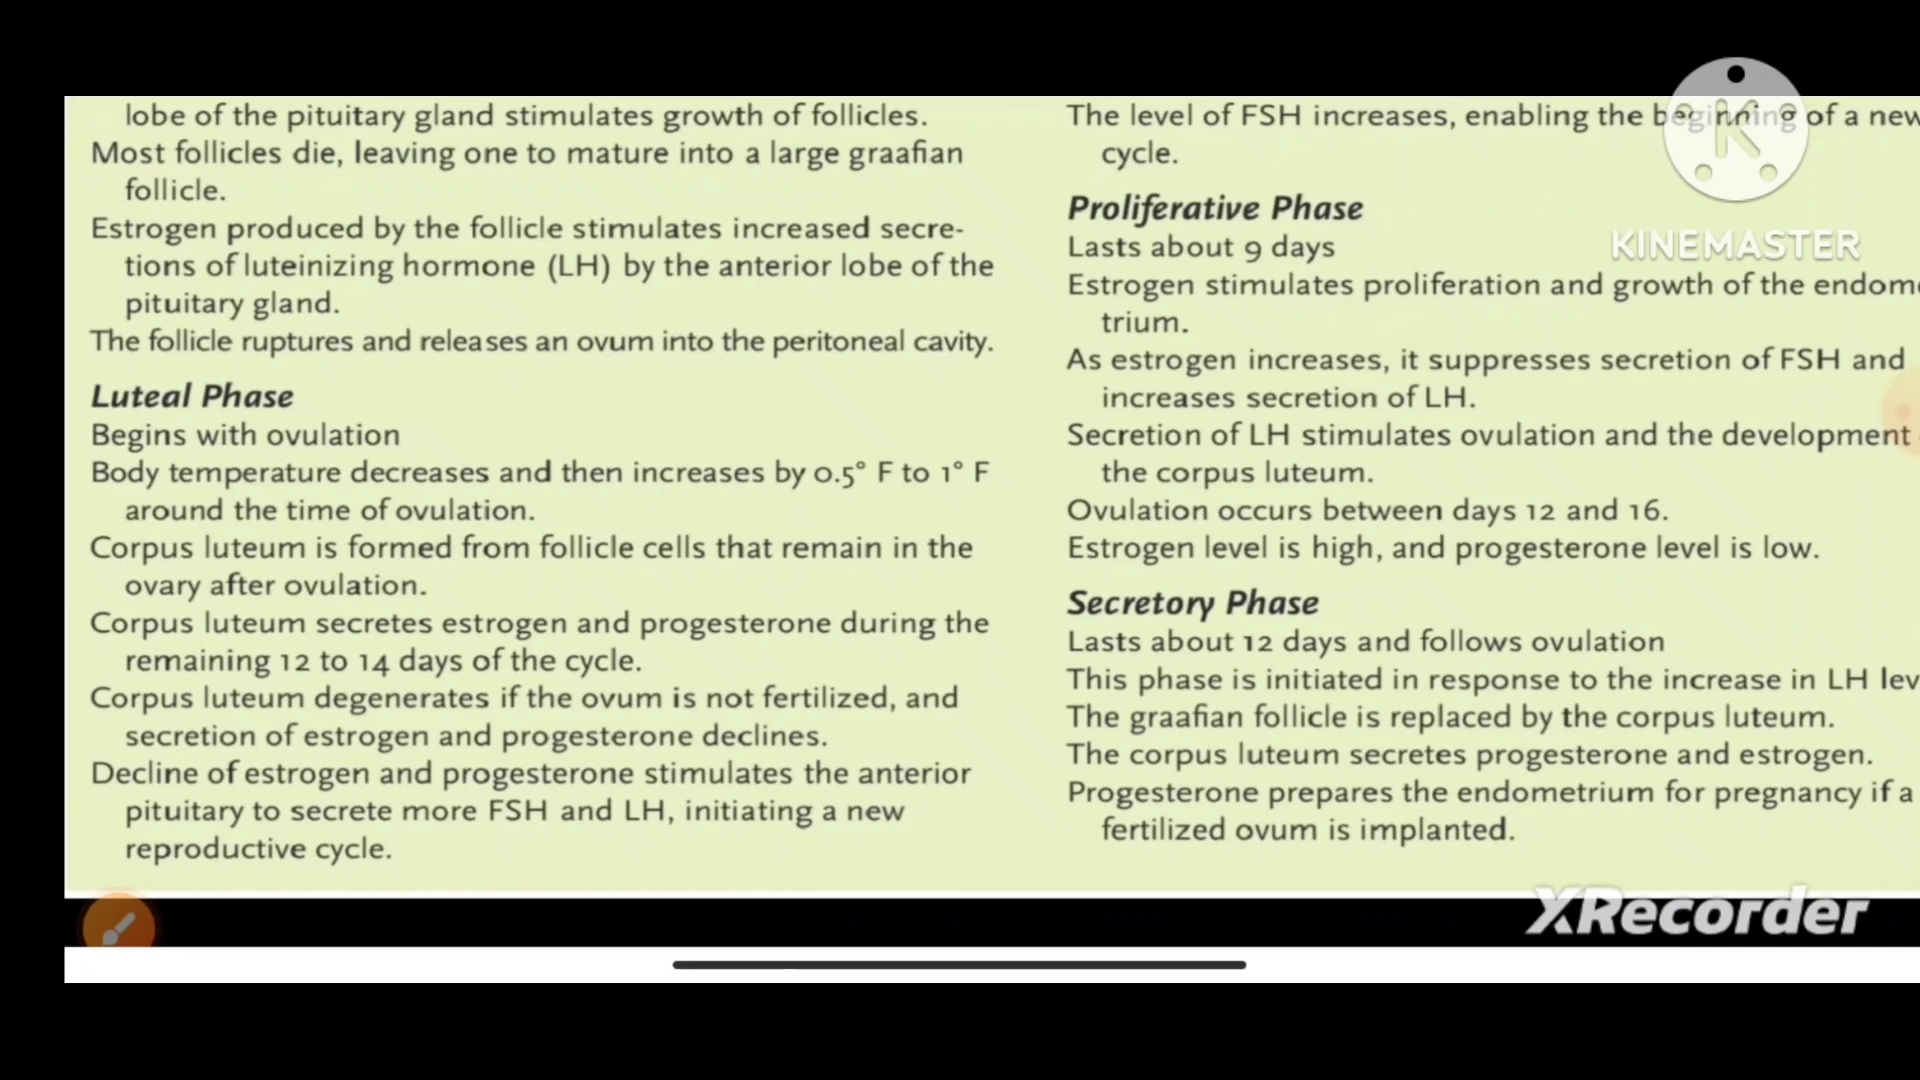 lobe of the pituitary gland stimulates growth of follicles.
Most follicles die, leaving one to mature into a large graafian
follicle.
Estrogen produced by the follicle stimulates increased secre-
tions of luteinizing hormone (LH) by the anterior lobe of the
pituitary gland.
The follicle ruptures and releases an ovum into the peritoneal cavity.
Luteal Phase
Begins with ovulation
Body temperature decreases and then increases by 0.5° F to 1° F
around the time of ovulation.
Corpus luteum is formed from follicle cells that remain in the
ovary after ovulation.
Corpus luteum secretes estrogen and progesterone during the
remaining 12 to 14 days of the cycle.
Corpus luteum degenerates if the ovum is not fertilized, and
secretion of estrogen and progesterone declines.
Decline of estrogen and progesterone stimulates the anterior
pituitary to secrete more FSH and LH, initiating a new
reproductive cycle.
The level of FSH increases, enabling the beginning of a new
cycle.
Proliferative Phase
Lasts about 9 days
Estrogen stimulates proliferation and growth of the endome
trium.
As estrogen increases, it suppresses secretion of FSH and
increases secretion of LH.
Secretion of LH stimulates ovulation and the development
the corpus luteum.
Ovulation occurs between days 12 and 16.
Estrogen level is high, and progesterone level is low.
Secretory Phase
Lasts about 12 days and follows ovulation
This phase is initiated in response to the increase in LH lev
The graafian follicle is replaced by the corpus luteum.
The corpus luteum secretes progesterone and estrogen.
Progesterone prepares the endometrium for pregnancy if a
fertilized ovum is implanted.
K
KINEMASTER
XRecorder